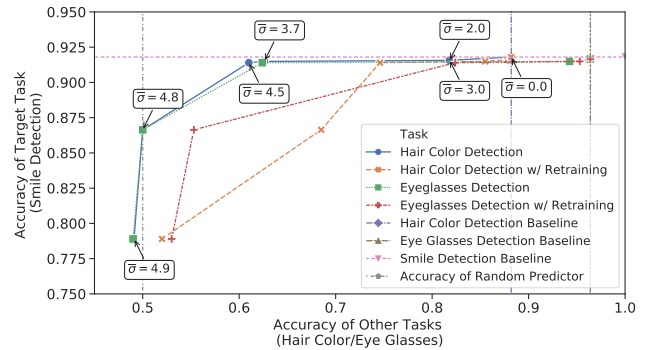 0.950
0.925
0.900
0.875
0.850
0.825
0.800
0.775
0.750
Accuracy of Target Task
(Smile Detection)
σ = 3.7
σ = 2.0
σ = 4.8
σ = 4.5
σ = 3.0
σ = 0.0
σ = 4.9
Task
Hair Color Detection
Hair Color Detection w/ Retraining
Eyeglasses Detection
Eyeglasses Detection w/ Retraining
Hair Color Detection Baseline
Eye Glasses Detection Baseline
Smile Detection Baseline
Accuracy of Random Predictor
0.5 0.6 0.7 0.8 0.9 1.0
Accuracy of Other Tasks
(Hair Color/Eye Glasses)